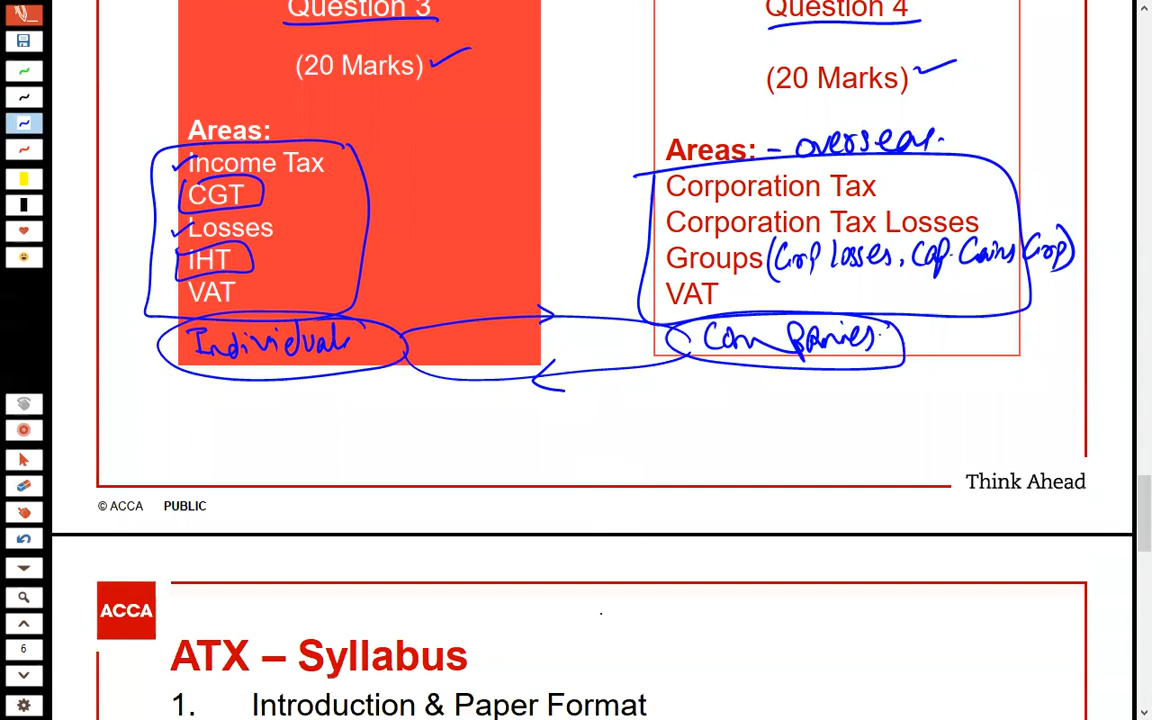 Question 3
(20 Marks)
Areas:
Income Tax
CGT
Losses
IHT
VAT
Individuals
Question 4
(20 Marks)
Areas: - overseas.
Corporation Tax
Corporation Tax Losses
Groups (Grp losses, Cap. Gains Grp)
VAT
Companies.
Think Ahead
© ACCA PUBLIC
ACCA
ATX – Syllabus
1. Introduction & Paper Format
6